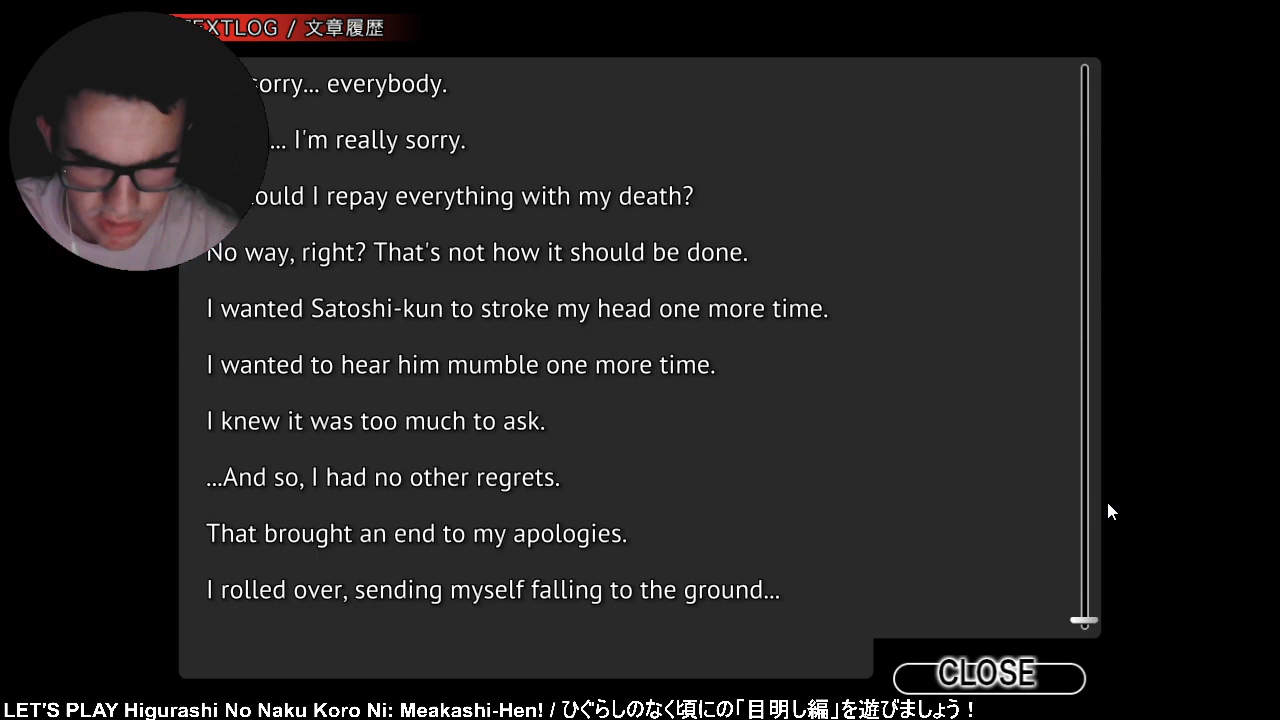 TEXTLOG / 文章履歴
sorry... everybody.
... I'm really sorry.
could I repay everything with my death?
No way, right? That's not how it should be done.
I wanted Satoshi-kun to stroke my head one more time.
I wanted to hear him mumble one more time.
I knew it was too much to ask.
...And so, I had no other regrets.
That brought an end to my apologies.
I rolled over, sending myself falling to the ground...
CLOSE
LET'S PLAY Higurashi No Naku Koro Ni: Meakashi-Hen! / ひぐらしのなく頃にの「目明し編」を遊びましょう！